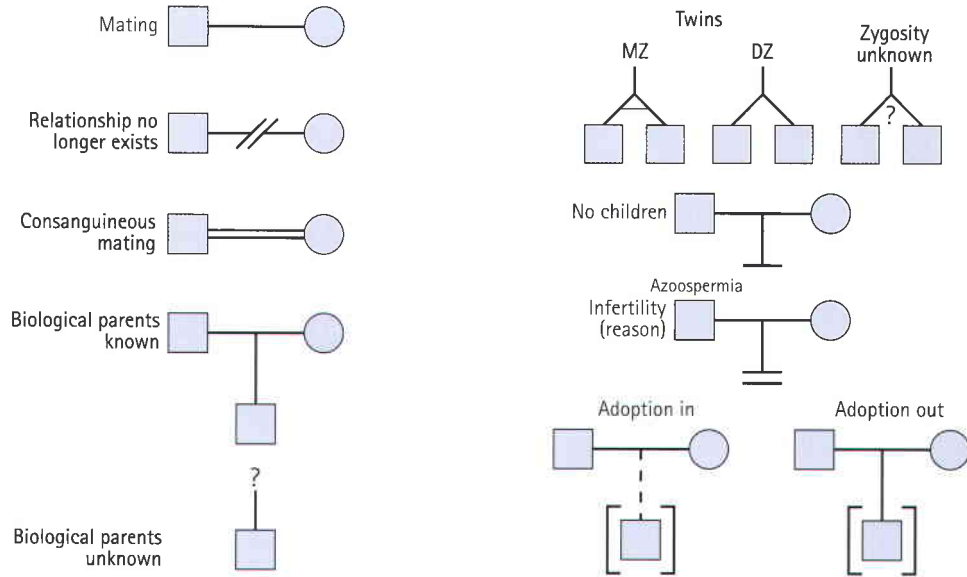 Mating
Relationship no
longer exists
Consanguineous
mating
Biological parents
known
?
Biological parents
unknown
Twins
MZ
DZ
Zygosity
unknown
?
No children
Azoospermia
Infertility
(reason)
Adoption in
Adoption out